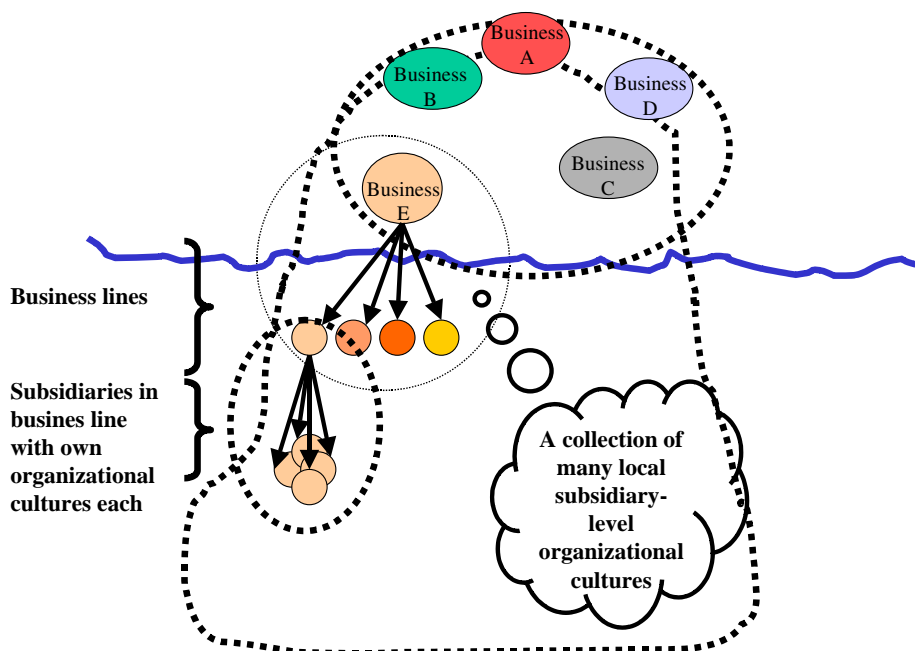 Business
A
Business
B
Business
D
Business
C
Business
E
Business lines
Subsidiaries in
busines line
with own
organizational
cultures each
A collection of
many local
subsidiary-
level
organizational
cultures